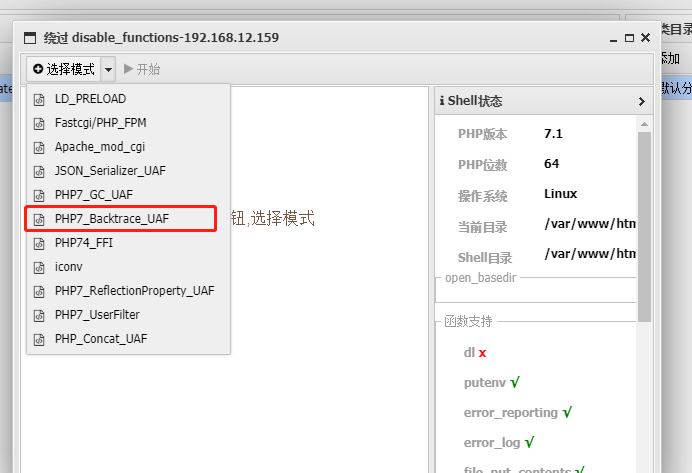 绕过 disable_functions-192.168.12.159
类目录
选择模式
开始
添加
默认分
LD_PRELOAD
Fastcgi/PHP_FPM
Apache_mod_cgi
JSON_Serializer_UAF
PHP7_GC_UAF
PHP7_Backtrace_UAF
钮,选择模式
PHP74_FFI
iconv
PHP7_ReflectionProperty_UAF
PHP7_UserFilter
PHP_Concat_UAF
Shell状态
PHP版本 7.1
PHP位数 64
操作系统 Linux
当前目录 /var/www/htm
Shell目录 /var/www/htm
open_basedir
函数支持
dl x
putenv √
error_reporting √
error_log √
file_put_contents √